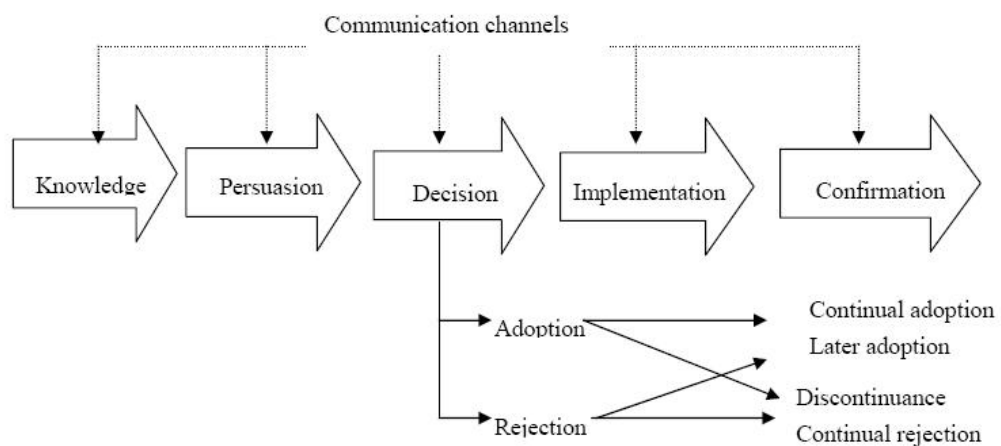 Communication channels
Knowledge
Persuasion
Decision
Implementation
Confirmation
Adoption
Rejection
Continual adoption
Later adoption
Discontinuance
Continual rejection